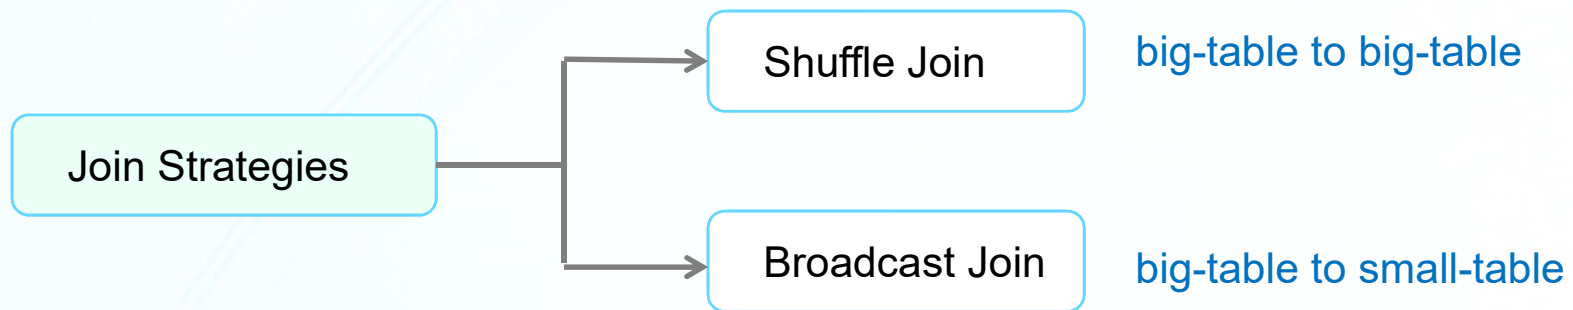 Shuffle Join
big-table to big-table
Join Strategies
Broadcast Join
big-table to small-table